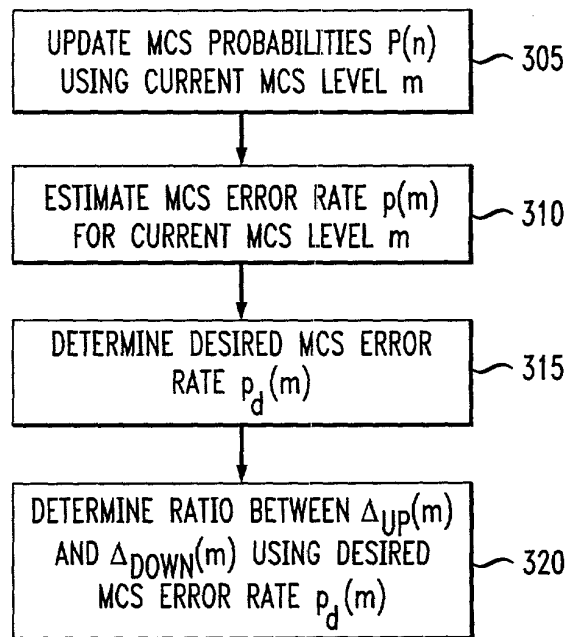 UPDATE MCS PROBABILITIES P(n)
USING CURRENT MCS LEVEL m
305
ESTIMATE MCS ERROR RATE p(m)
FOR CURRENT MCS LEVEL m
310
DETERMINE DESIRED MCS ERROR
RATE p_d(m)
315
DETERMINE RATIO BETWEEN Δ_UP(m)
AND Δ_DOWN(m) USING DESIRED
MCS ERROR RATE p_d(m)
320